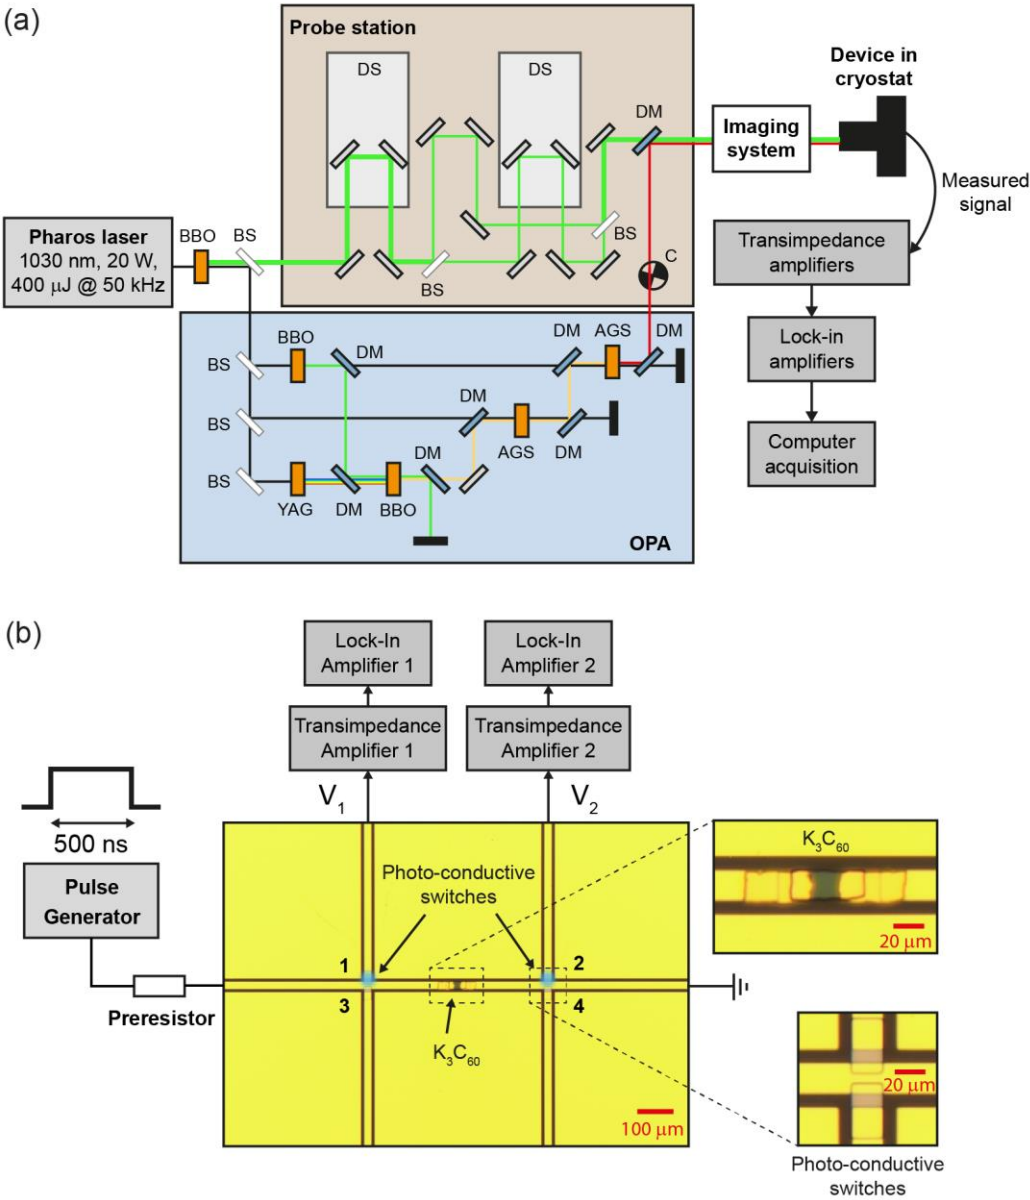 (a)
Probe station
DS
DS
DM
Device in
cryostat
Imaging
system
Measured
signal
Pharos laser
1030 nm, 20 W,
400 μJ @ 50 kHz
BBO
BS
BS
BS
C
Transimpedance
amplifiers
Lock-in
amplifiers
Computer
acquisition
BBO
DM
DM
AGS
DM
BS
DM
BS
AGS
DM
DM
BS
YAG
DM
BBO
OPA
(b)
Lock-In
Amplifier 1
Lock-In
Amplifier 2
Transimpedance
Amplifier 1
Transimpedance
Amplifier 2
V₁
V₂
500 ns
Pulse
Generator
Preresistor
Photo-conductive
switches
1
2
3
4
K₃C₆₀
100 μm
K₃C₆₀
20 μm
20 μm
Photo-conductive
switches